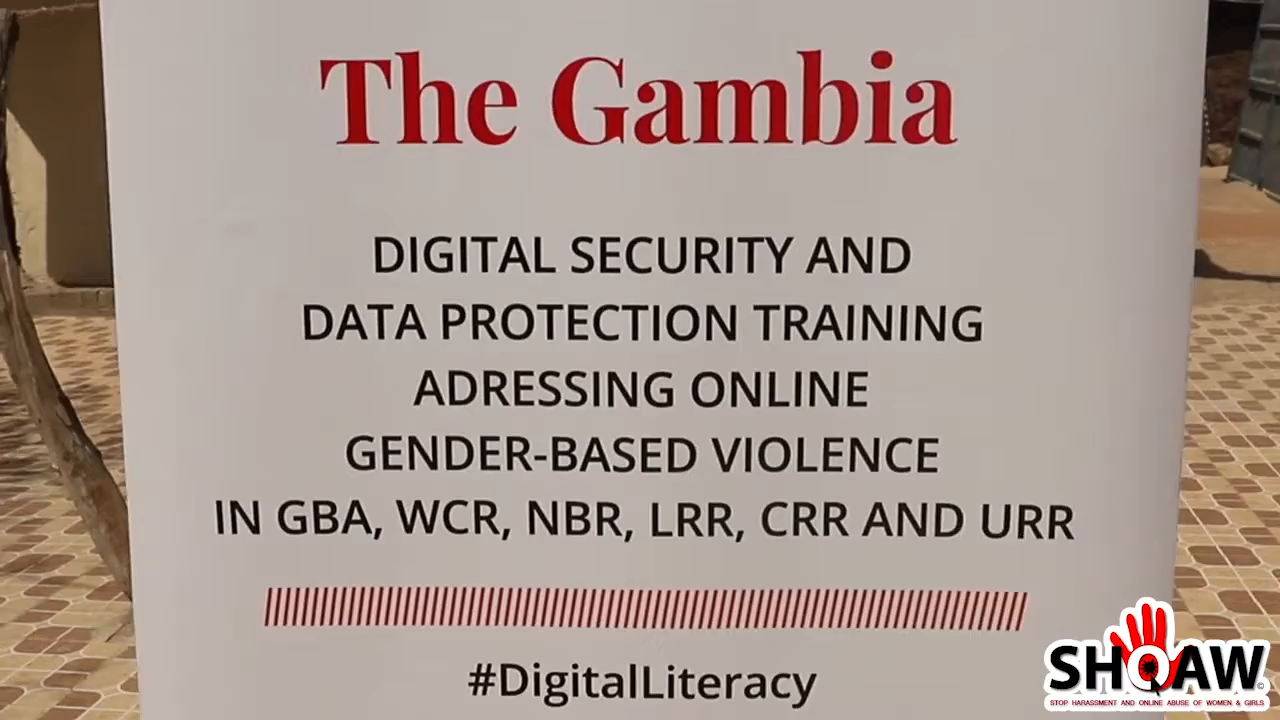 The Gambia
DIGITAL SECURITY AND
DATA PROTECTION TRAINING
ADRESSING ONLINE
GENDER-BASED VIOLENCE
IN GBA, WCR, NBR, LRR, CRR AND URR
#DigitalLiteracy
SHOAW
STOP HARASSMENT AND ONLINE ABUSE OF WOMEN & GIRLS